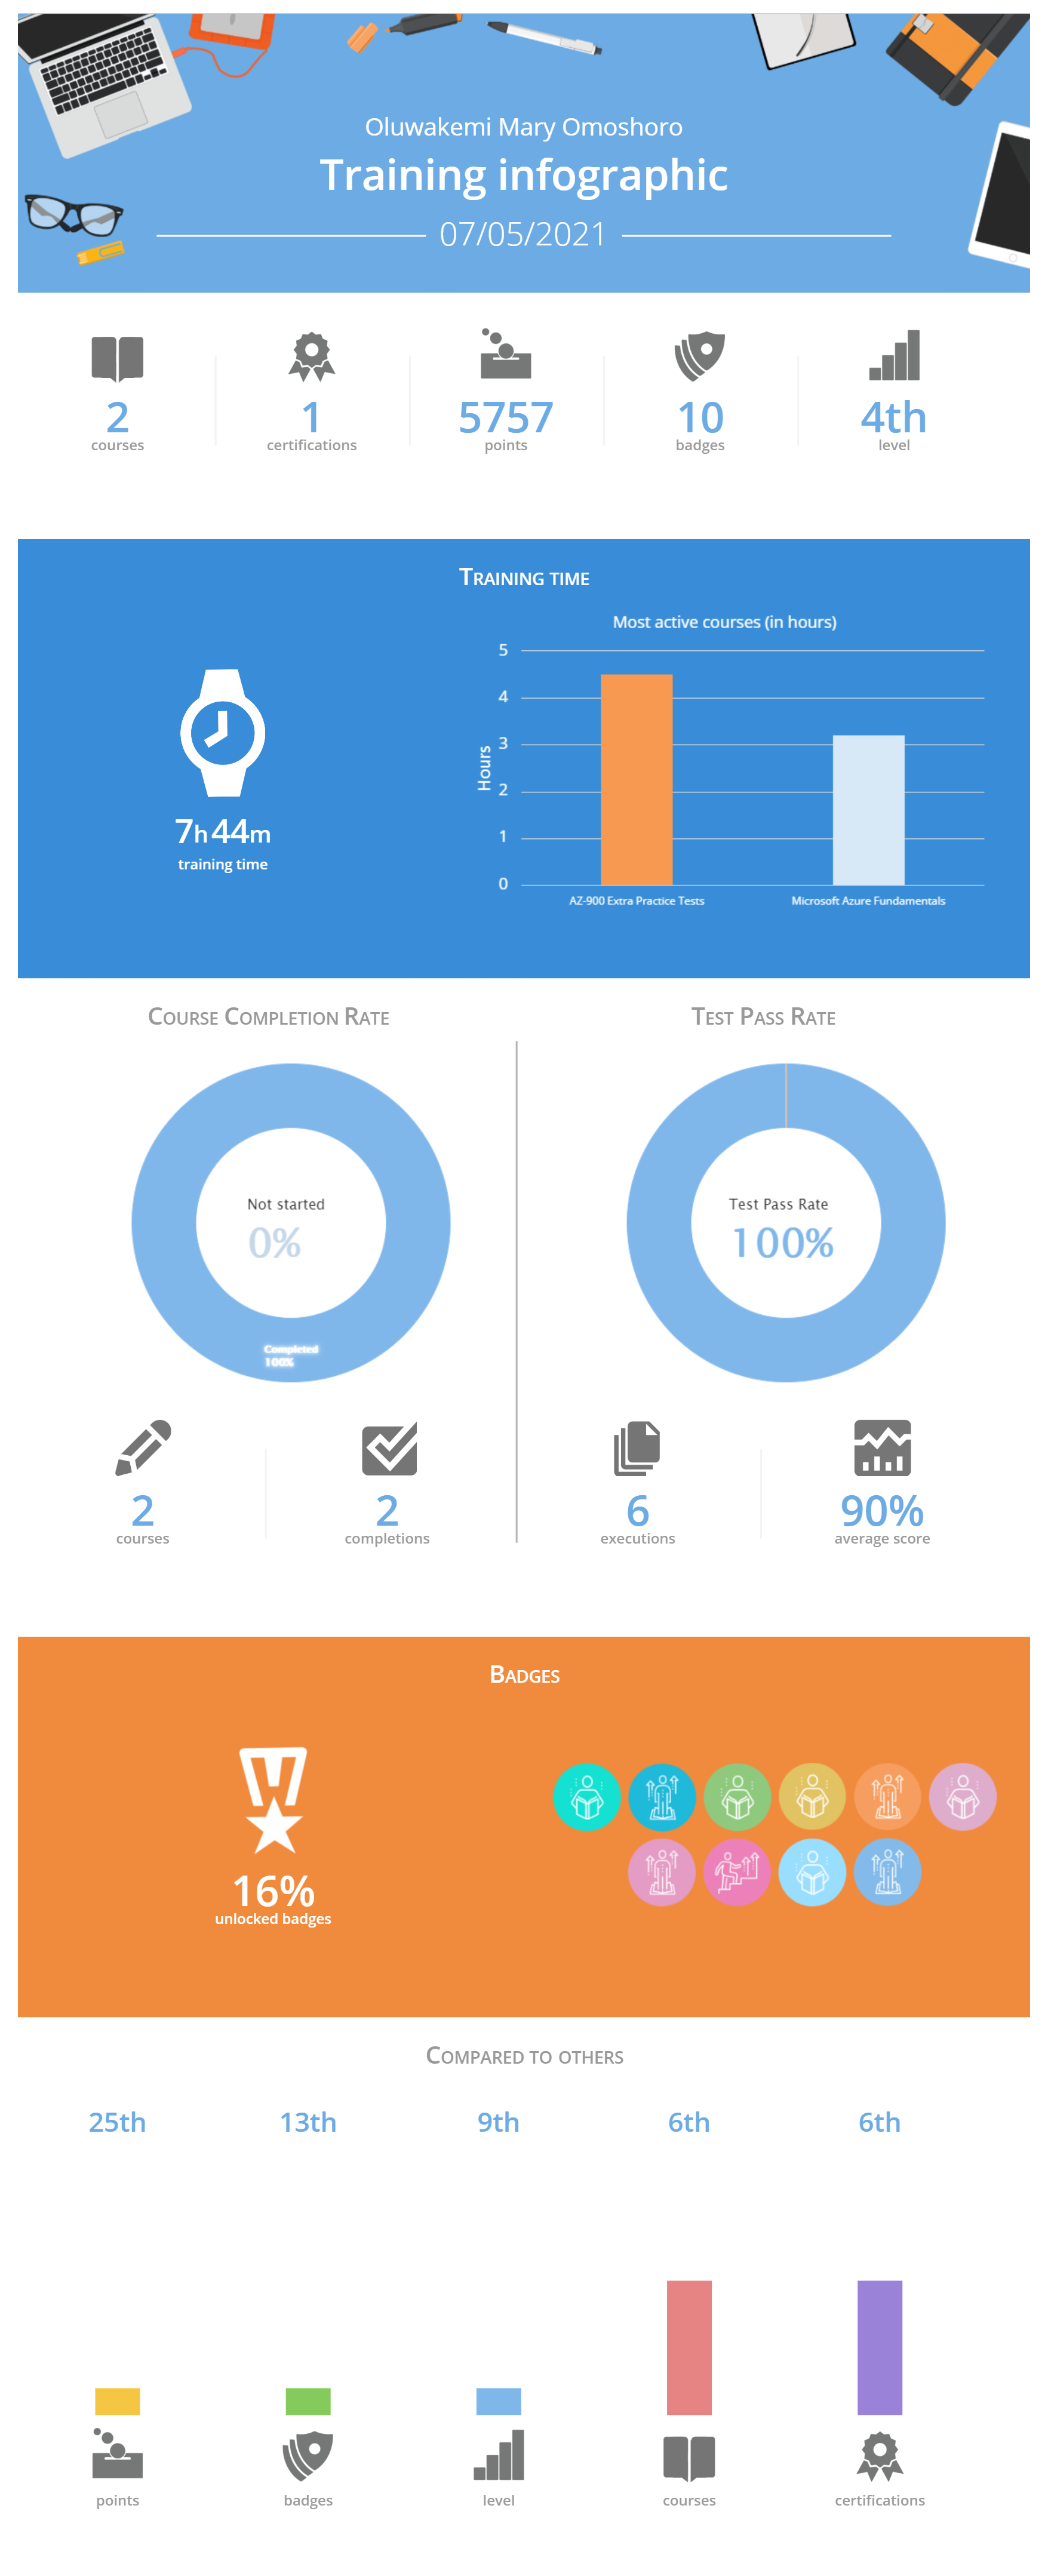 Oluwakemi Mary Omoshoro
Training infographic
07/05/2021
2
courses
1
certifications
5757
points
10
badges
4th
level
Training time
7h 44m
training time
Most active courses (in hours)
Hours
5
4
3
2
1
0
AZ-900 Extra Practice Tests
Microsoft Azure Fundamentals
Course Completion Rate
Not started
0%
Completed
100%
2
courses
2
completions
Test Pass Rate
Test Pass Rate
100%
6
executions
90%
average score
Badges
16%
unlocked badges
Compared to others
25th
13th
9th
6th
6th
points
badges
level
courses
certifications